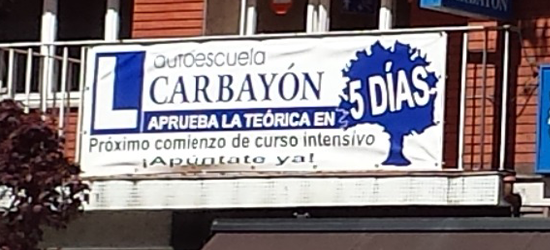 L
autoescuela
CARBAYÓN
APRUEBA LA TEÓRICA EN
5 DÍAS
Próximo comienzo de curso intensivo
¡Apúntate ya!